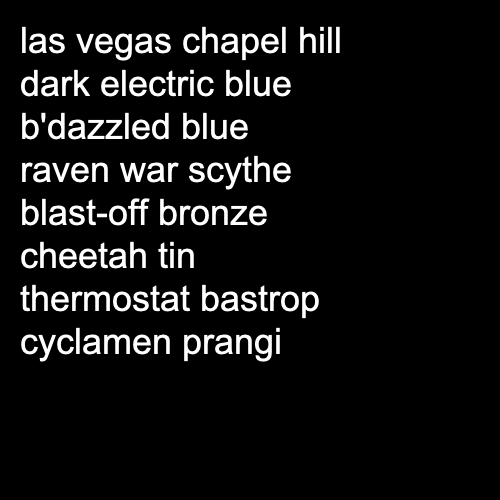 las vegas chapel hill
dark electric blue
b'dazzled blue
raven war scythe
blast-off bronze
cheetah tin
thermostat bastrop
cyclamen prangi